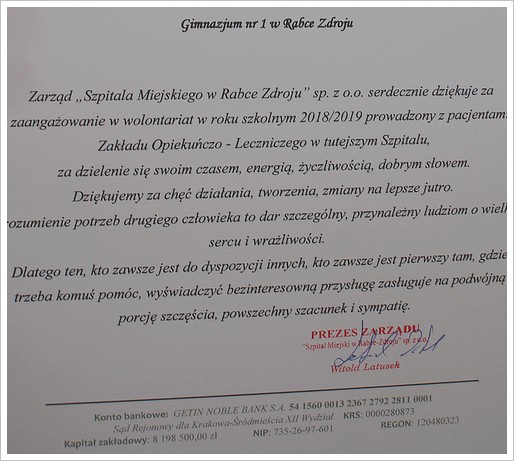 Gimnazjum nr 1 w Rabce Zdroju
Zarząd „Szpitala Miejskiego w Rabce Zdroju” sp. z o.o. serdecznie dziękuje za
zaangażowanie w wolontariat w roku szkolnym 2018/2019 prowadzony z pacjentam
Zakładu Opiekuńczo - Leczniczego w tutejszym Szpitalu,
za dzielenie się swoim czasem, energią, życzliwością, dobrym słowem.
Dziękujemy za chęć działania, tworzenia, zmiany na lepsze jutro.
rozumienie potrzeb drugiego człowieka to dar szczególny, przynależny ludziom o wielk
sercu i wrażliwości.
Dlatego ten, kto zawsze jest do dyspozycji innych, kto zawsze jest pierwszy tam, gdzie
trzeba komuś pomóc, wyświadczyć bezinteresowną przysługę zasługuje na podwójną
porcję szczęścia, powszechny szacunek i sympatię.
PREZES ZARZĄDU
"Szpital Miejski w Rabce-Zdroju" sp. z o.o.
Witold Latusek
Konto bankowe: GETIN NOBLE BANK S.A. 54 1560 0013 2367 2792 2811 0001
Sąd Rejonowy dla Krakowa-Śródmieścia XII Wydział KRS: 0000280873
Kapitał zakładowy: 8 198 500,00 zł NIP: 735-26-97-601 REGON: 120480323